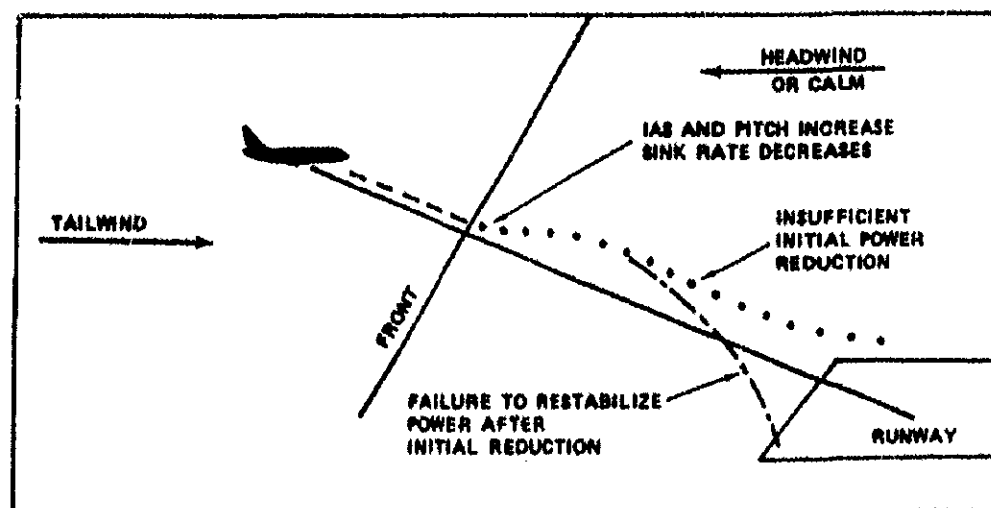 HEADWIND
OR CALM
IAS AND PITCH INCREASE
SINK RATE DECREASES
TAILWIND
INSUFFICIENT
INITIAL POWER
REDUCTION
FRONT
FAILURE TO RESTABILIZE
POWER AFTER
INITIAL REDUCTION
RUNWAY